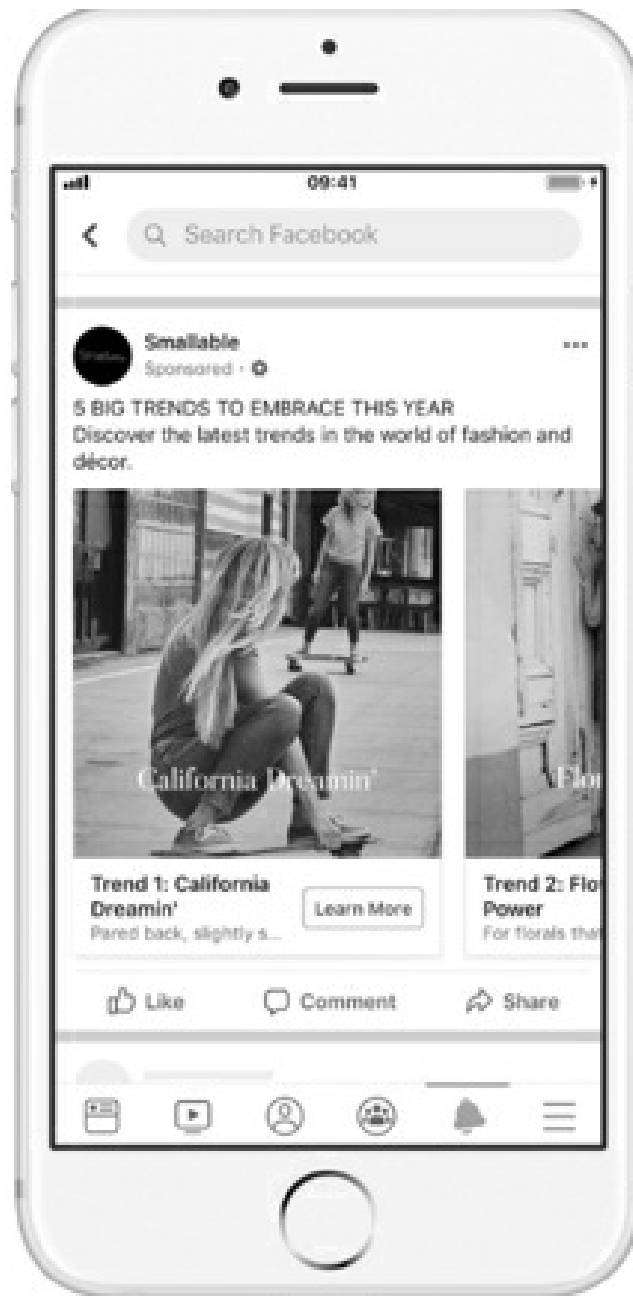 09:41
Search Facebook
Smallable
Sponsored ·
5 BIG TRENDS TO EMBRACE THIS YEAR
Discover the latest trends in the world of fashion and
décor.
California Dreamin'
Flor
Trend 1: California
Dreamin'
Pared back, slightly s...
Learn More
Trend 2: Flo
Power
For florals that
Like
Comment
Share